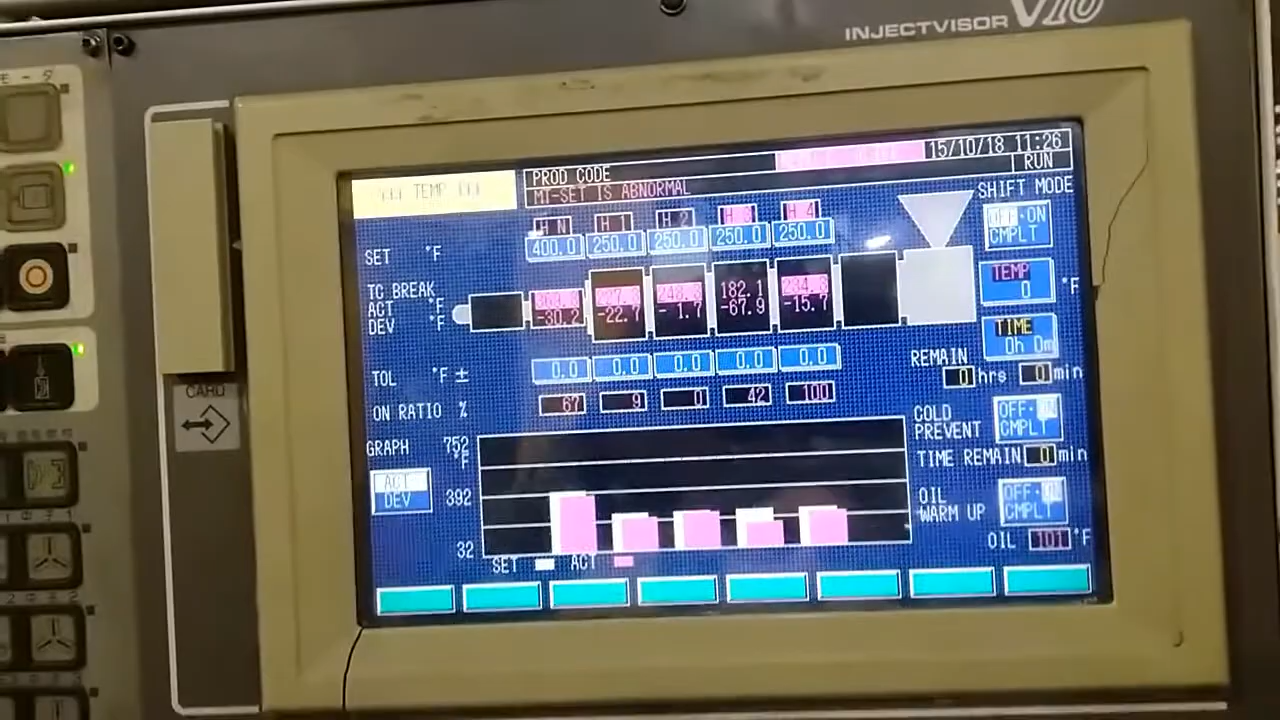 INJECTVISOR V10
TEMP
PROD CODE
15/10/18 11:26
MT-SET IS ABNORMAL
RUN
SHIFT MODE
H N H 1 H 2 H 3 H 4
OFF·ON
CMPLT
SET °F 400.0 250.0 250.0 250.0 250.0
TC BREAK
ACT °F 248.3 182.1
DEV °F -30.2 -22.7 - 1.7 -67.9 -15.7
TEMP
0 °F
TIME
0h 0m
TOL °F ± 0.0 0.0 0.0 0.0 0.0
REMAIN
0 hrs 0 min
ON RATIO % 67 9 0 42 100
COLD
PREVENT
OFF·ON
CMPLT
TIME REMAIN 0 min
GRAPH
752
°F
392
32
ACT
DEV
OIL
WARM UP
OFF·ON
CMPLT
OIL 101 °F
SET ACT
CARD